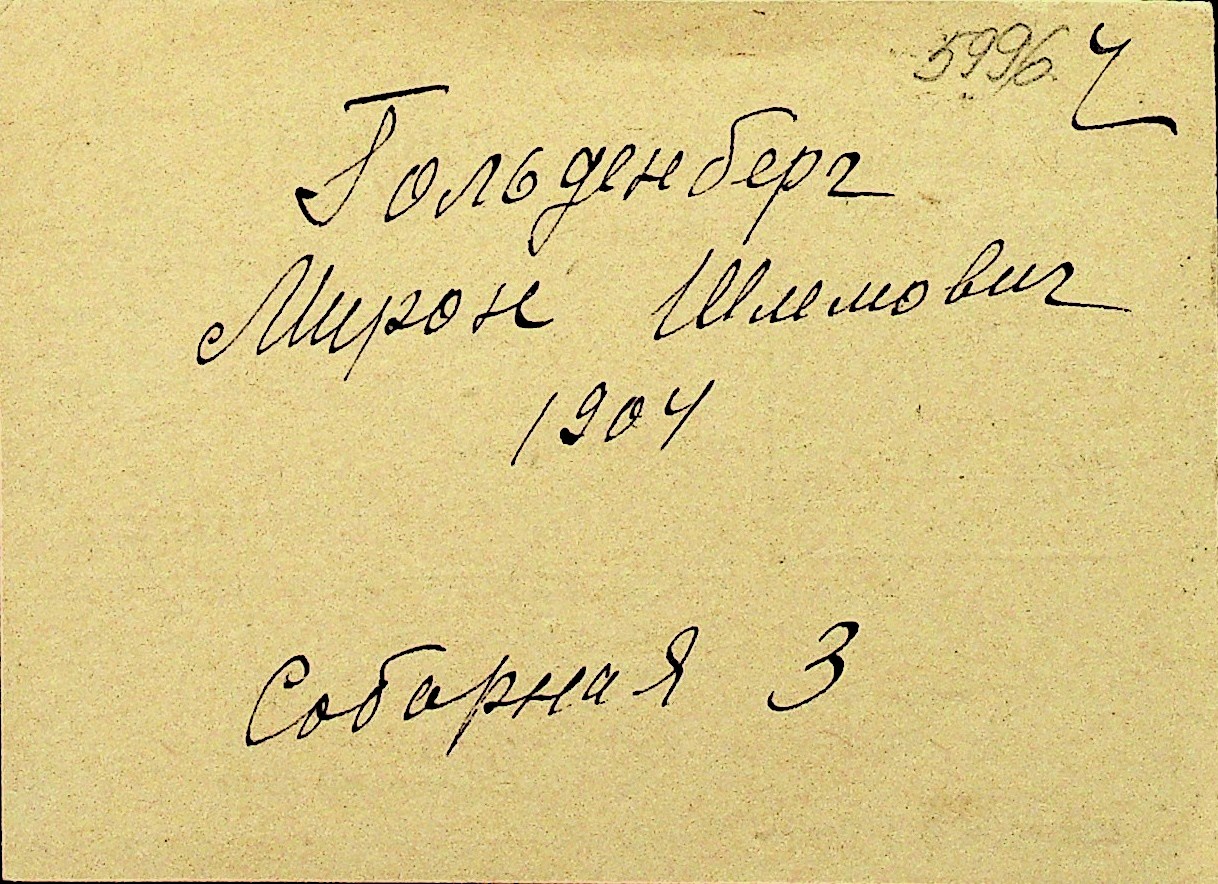 5996 Ч
Гольденберг
Мирон Шлемович
1904
Соборная 3